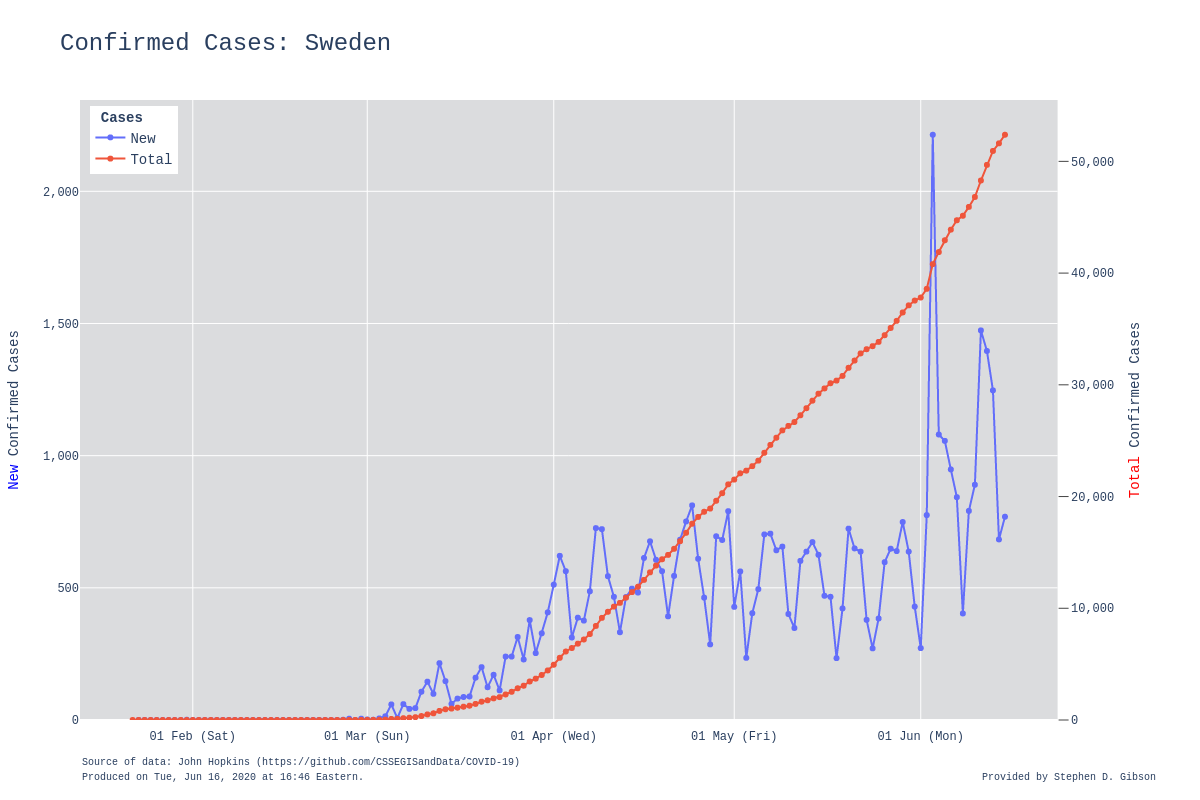 Confirmed Cases: Sweden
Cases
New
Total
2,000
1,500
1,000
500
0
50,000
40,000
30,000
20,000
10,000
0
New Confirmed Cases
Total Confirmed Cases
01 Feb (Sat)
01 Mar (Sun)
01 Apr (Wed)
01 May (Fri)
01 Jun (Mon)
Source of data: John Hopkins (https://github.com/CSSEGISandData/COVID-19)
Produced on Tue, Jun 16, 2020 at 16:46 Eastern.
Provided by Stephen D. Gibson